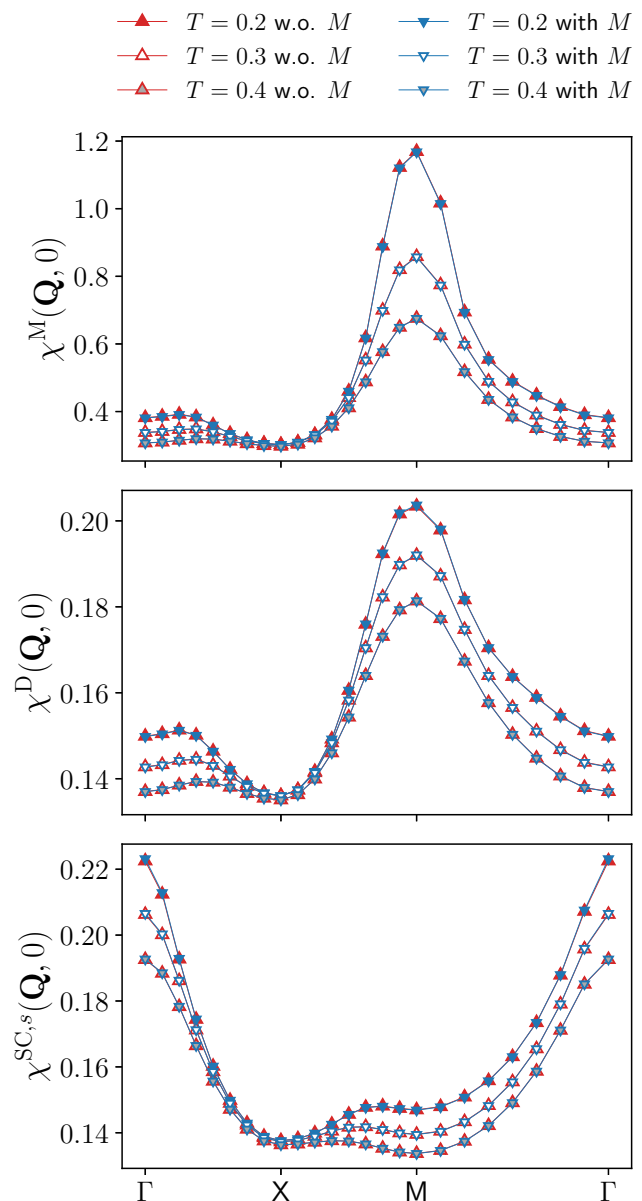 T = 0.2 w.o. M T = 0.2 with M
T = 0.3 w.o. M T = 0.3 with M
T = 0.4 w.o. M T = 0.4 with M
1.2
1.0
0.8
0.6
0.4
χ^M(Q, 0)
0.20
0.18
0.16
0.14
χ^D(Q, 0)
0.22
0.20
0.18
0.16
0.14
χ^{SC,s}(Q, 0)
Γ X M Γ